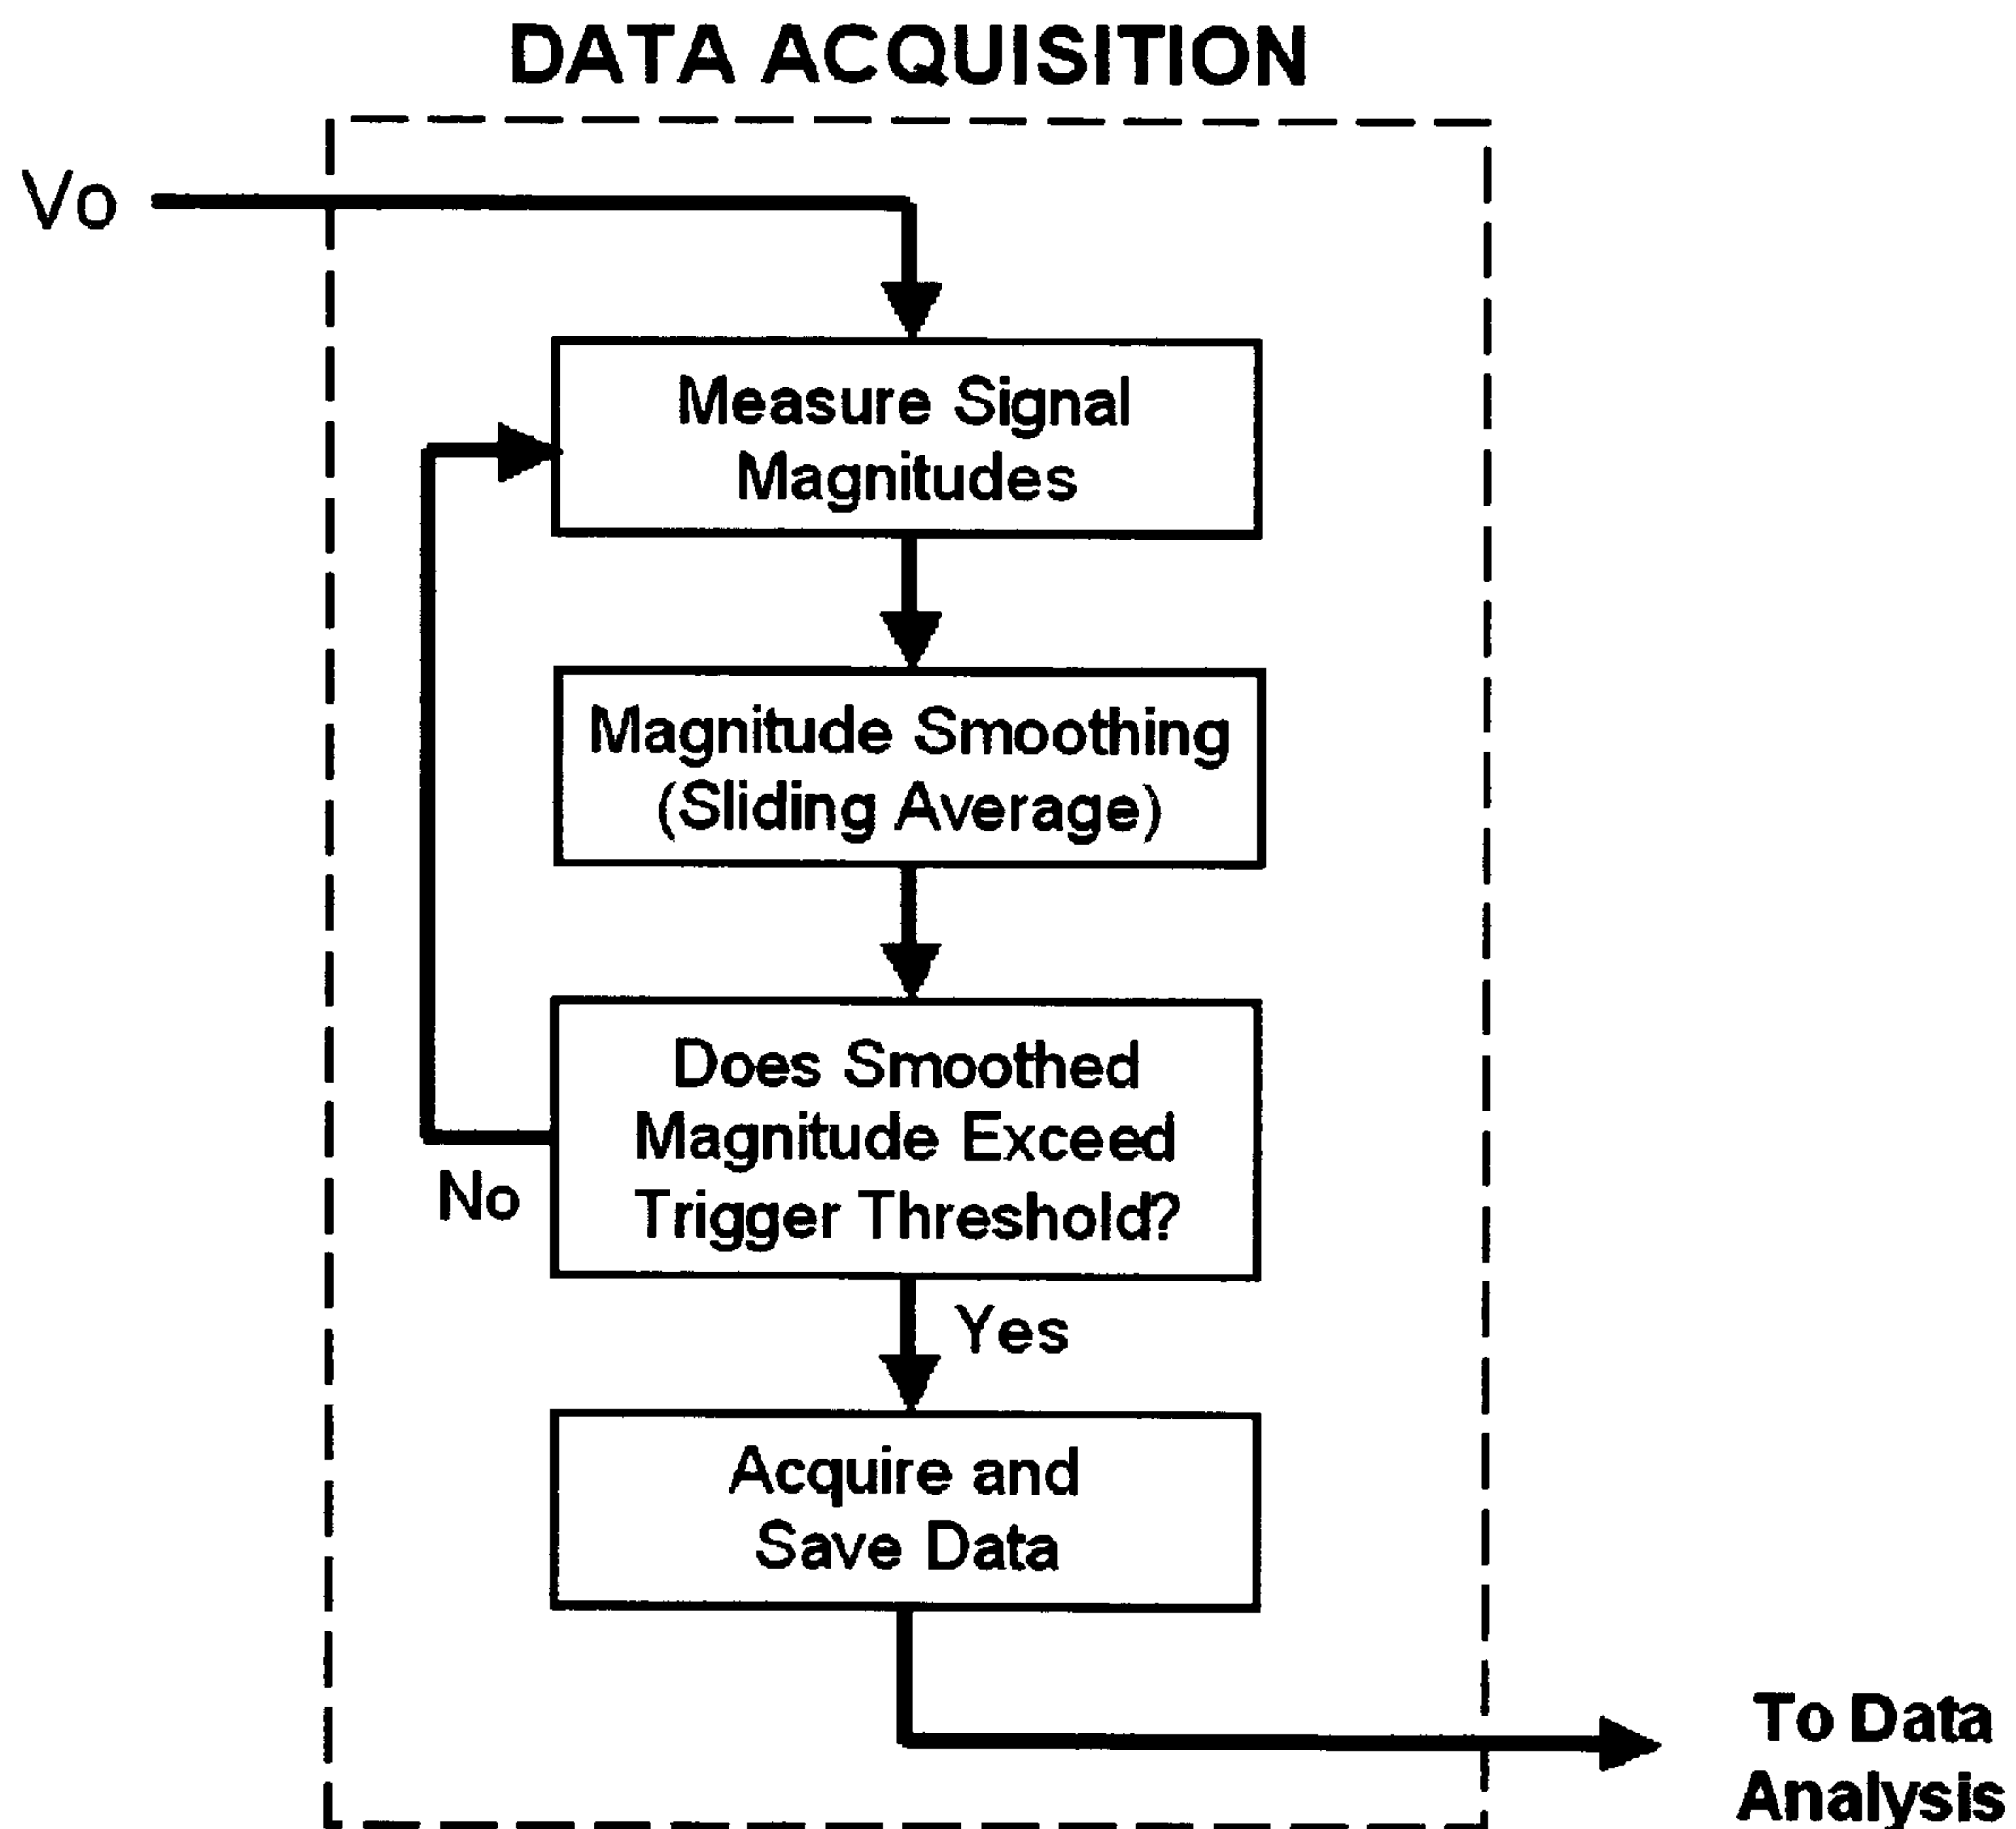 DATA ACQUISITION
Vo
Measure Signal
Magnitudes
Magnitude Smoothing
(Sliding Average)
Does Smoothed
Magnitude Exceed
Trigger Threshold?
No
Yes
Acquire and
Save Data
To Data
Analysis